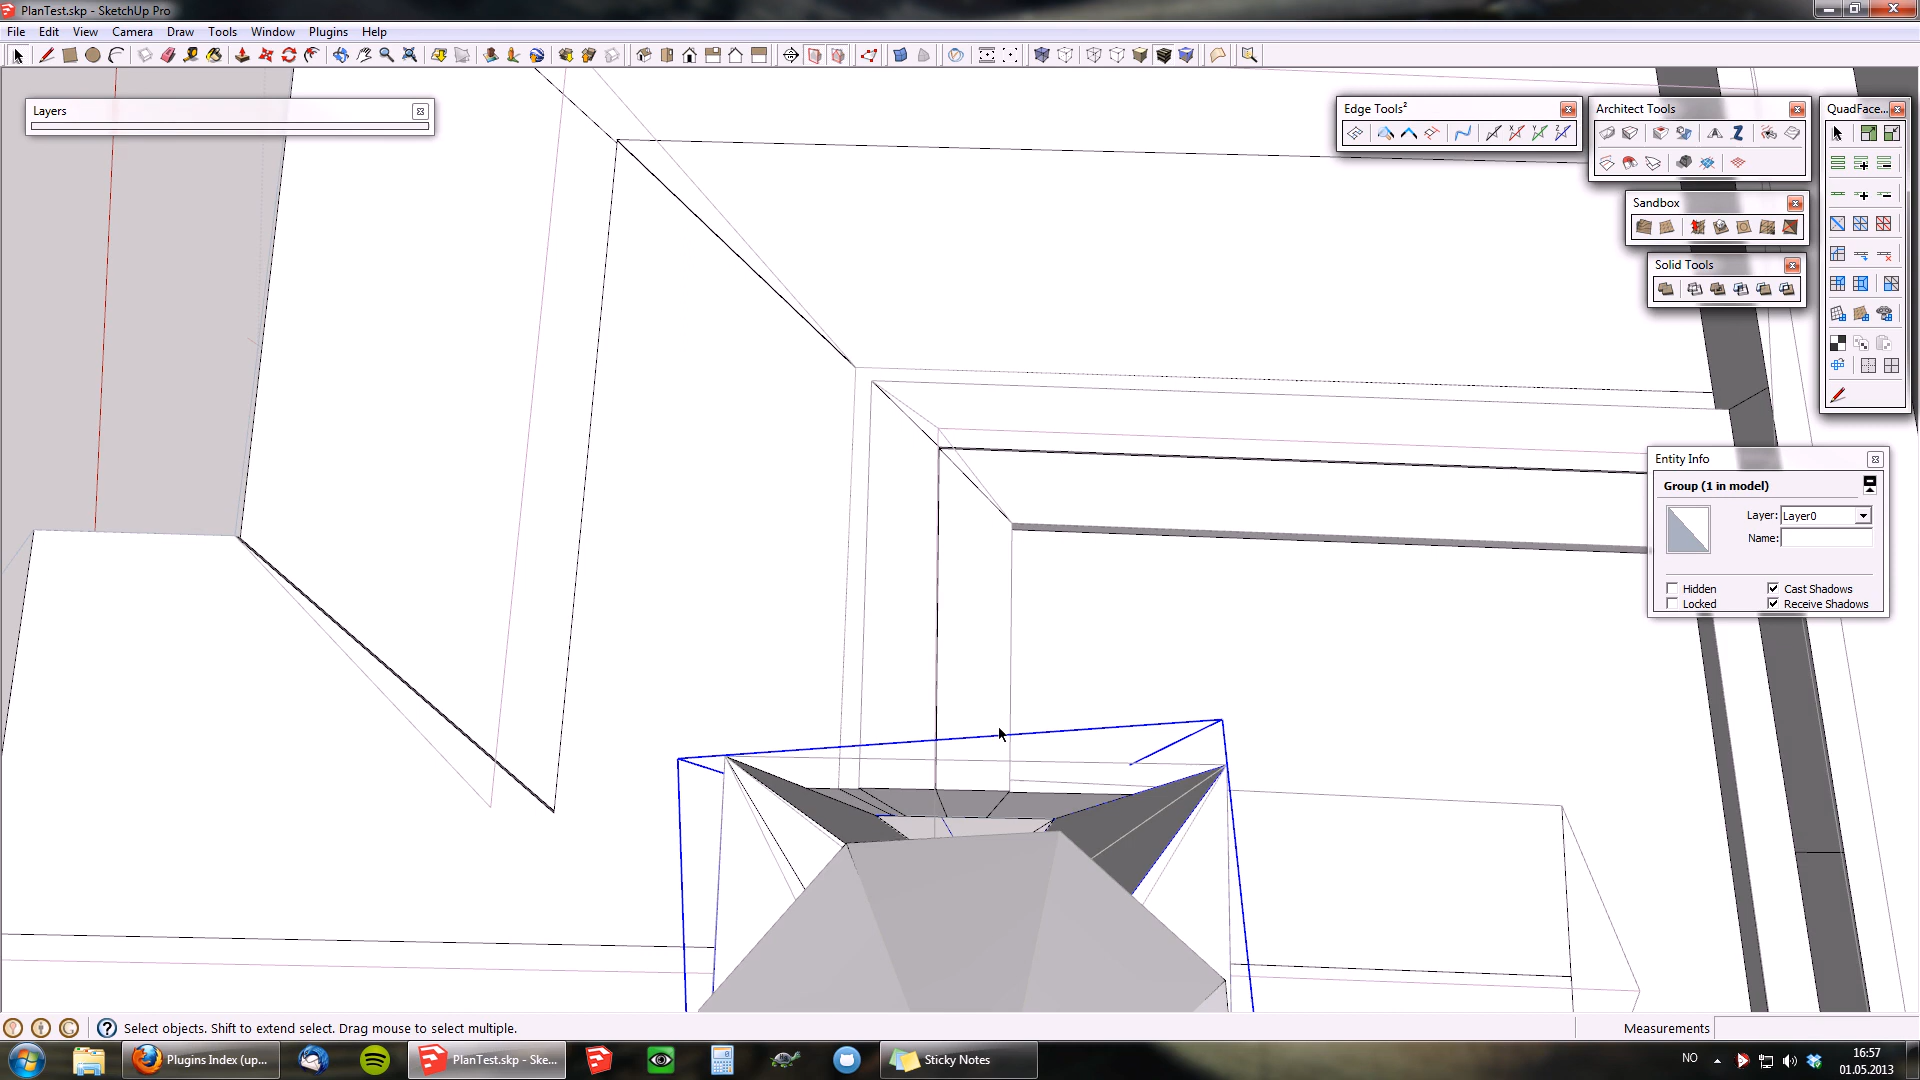 PlanTest.skp - SketchUp Pro
File Edit View Camera Draw Tools Window Plugins Help
Layers
Edge Tools²
Architect Tools
QuadFace...
Sandbox
Solid Tools
Entity Info
Group (1 in model)
Layer: Layer0
Name:
Hidden Cast Shadows
Locked Receive Shadows
Select objects. Shift to extend select. Drag mouse to select multiple.
Measurements
Plugins Index (up...
PlanTest.skp - Ske...
Sticky Notes
NO
16:57
01.05.2013